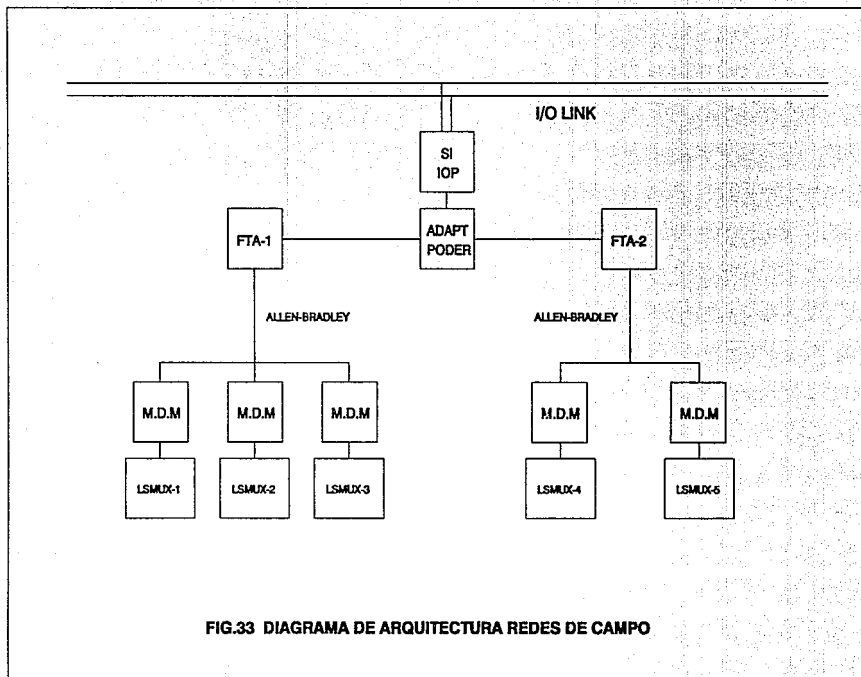 I/O LINK
SI
IOP
FTA-1
ADAPT
PODER
FTA-2
ALLEN-BRADLEY
ALLEN-BRADLEY
M.D.M
M.D.M
M.D.M
M.D.M
M.D.M
LSMUX-1
LSMUX-2
LSMUX-3
LSMUX-4
LSMUX-5
FIG.33 DIAGRAMA DE ARQUITECTURA REDES DE CAMPO